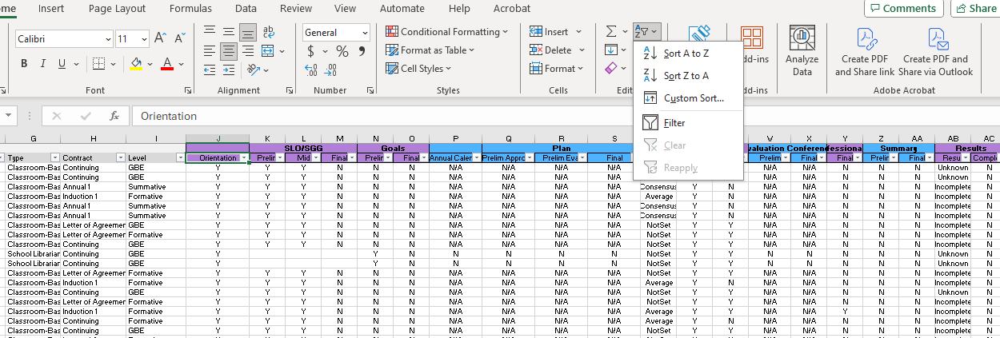 ome Insert Page Layout Formulas Data Review View Automate Help Acrobat Comments Share
Calibri 11 A^ A˅ ab General Conditional Formatting Insert Σ
B I U A $ % 9 Format as Table Delete Sort A to Z dd-ins Analyze Create PDF Create PDF and
Cell Styles Format Sort Z to A Data and Share link Share via Outlook
Font Alignment Number Styles Cells Edit Custom Sort... dd-ins Adobe Acrobat
fx Orientation Filter
Clear
Reapply
G H I J K L M N O P Q R S W X Y Z AA AB AC
SLO/SGG Goals Plan valuation Conferenc fessiona Summary Results
Type Contract Level Orientation Prelin Mid Final Prelin Final Annual Caler Prelim Appro Prelim Eva Final Prelim Final Final Prelin Final Resu Compl
Classroom-Bas Continuing GBE Y Y Y N N N N/A N/A N/A N/A N/A N/A Y N N Unknown N
Classroom-Bas Continuing GBE Y Y Y N N N N/A N/A N/A N/A N/A N/A Y N N Unknown N
Classroom-Bas Annual 1 Summative Y Y Y N N N N/A N/A N/A N/A Consensus Y N N/A N/A Y N N Incomplete N
Classroom-Bas Induction 1 Formative Y Y Y N N N N/A N/A N/A N/A Average Y N N/A N/A Y N N Incomplete N
Classroom-Bas Annual 1 Summative Y Y Y N N N N/A N/A N/A N/A Consensus Y N N/A N/A Y N N Incomplete N
Classroom-Bas Annual 1 Summative Y Y Y N N N N/A N/A N/A N/A Consensus Y N N/A N/A Y N N Incomplete N
Classroom-Bas Letter of Agreemer GBE Y Y Y N N N N/A N/A N/A N/A NotSet Y Y N/A N/A Y N N Incomplete N
Classroom-Bas Letter of Agreemer Formative Y Y Y N N N N/A N/A N/A N/A NotSet Y Y N/A N/A Y N N Incomplete N
Classroom-Bas Continuing GBE Y Y Y N N N N/A N/A N/A N/A NotSet Y Y N/A N/A Y N N Incomplete N
School Librariar Continuing GBE Y N N N N N N NotSet Y Y N N Y N N Unknown N
School Librariar Continuing GBE Y N N N N N N NotSet Y Y N N Y N N Unknown N
Classroom-Bas Letter of Agreemer Formative Y Y Y N N N N/A N/A N/A N/A NotSet Y Y N/A N/A Y N N Incomplete N
Classroom-Bas Induction 1 Formative Y Y Y N N N N/A N/A N/A N/A Average Y N N/A N/A Y N N Incomplete N
Classroom-Bas Continuing GBE Y Y Y N N N N/A N/A N/A N/A NotSet Y Y N/A N/A Y N N Unknown N
Classroom-Bas Letter of Agreemer Formative Y Y Y N N N N/A N/A N/A N/A NotSet Y Y N/A N/A Y N N Incomplete N
Classroom-Bas Induction 1 Formative Y Y Y N N N N/A N/A N/A N/A Average Y Y N/A N/A Y N N Incomplete N
Classroom-Bas Continuing Formative Y Y Y N N N N/A N/A N/A N/A Average Y Y N/A N/A Y N N Incomplete N
Classroom-Bas Continuing GBE Y Y Y N N N N/A N/A N/A N/A NotSet Y Y N/A N/A Y N N Incomplete N